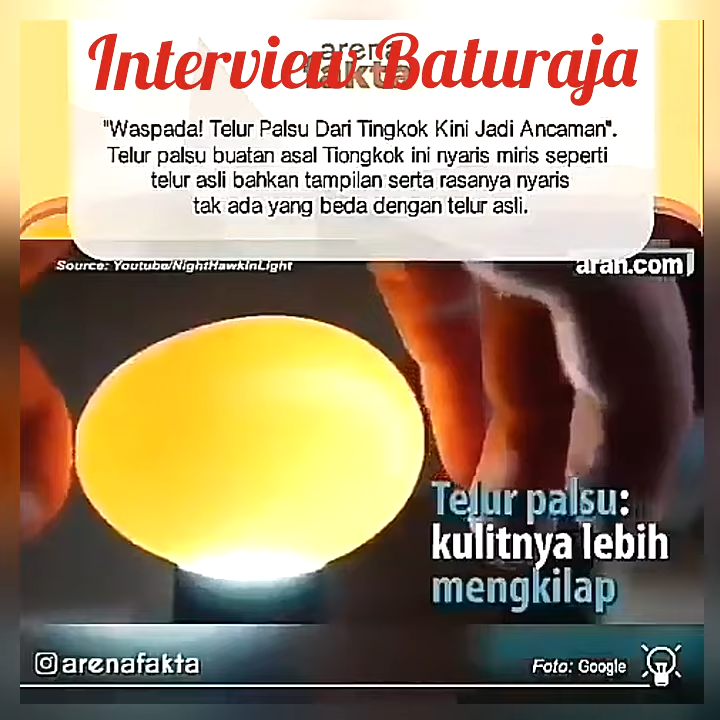 Interview Baturaja
arena
fakta
"Waspada! Telur Palsu Dari Tingkok Kini Jadi Ancaman".
Telur palsu buatan asal Tiongkok ini nyaris miris seperti
telur asli bahkan tampilan serta rasanya nyaris
tak ada yang beda dengan telur asli.
Source: Youtube/NightHawkinLight
arah.com
Telur palsu:
kulitnya lebih
mengkilap
arenafakta
Foto: Google